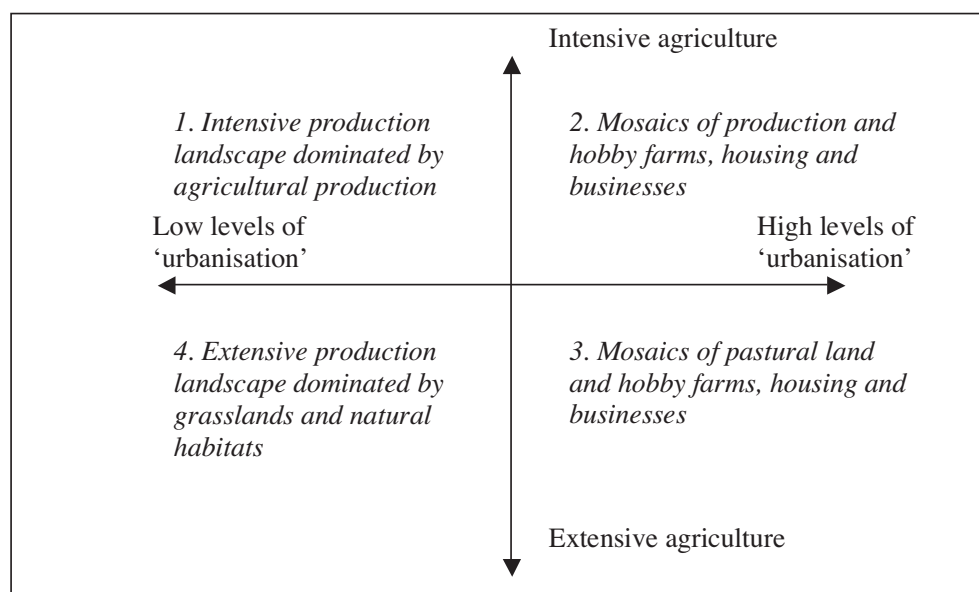 Intensive agriculture
1. Intensive production
landscape dominated by
agricultural production
2. Mosaics of production and
hobby farms, housing and
businesses
Low levels of
‘urbanisation’
High levels of
‘urbanisation’
4. Extensive production
landscape dominated by
grasslands and natural
habitats
3. Mosaics of pastural land
and hobby farms, housing and
businesses
Extensive agriculture